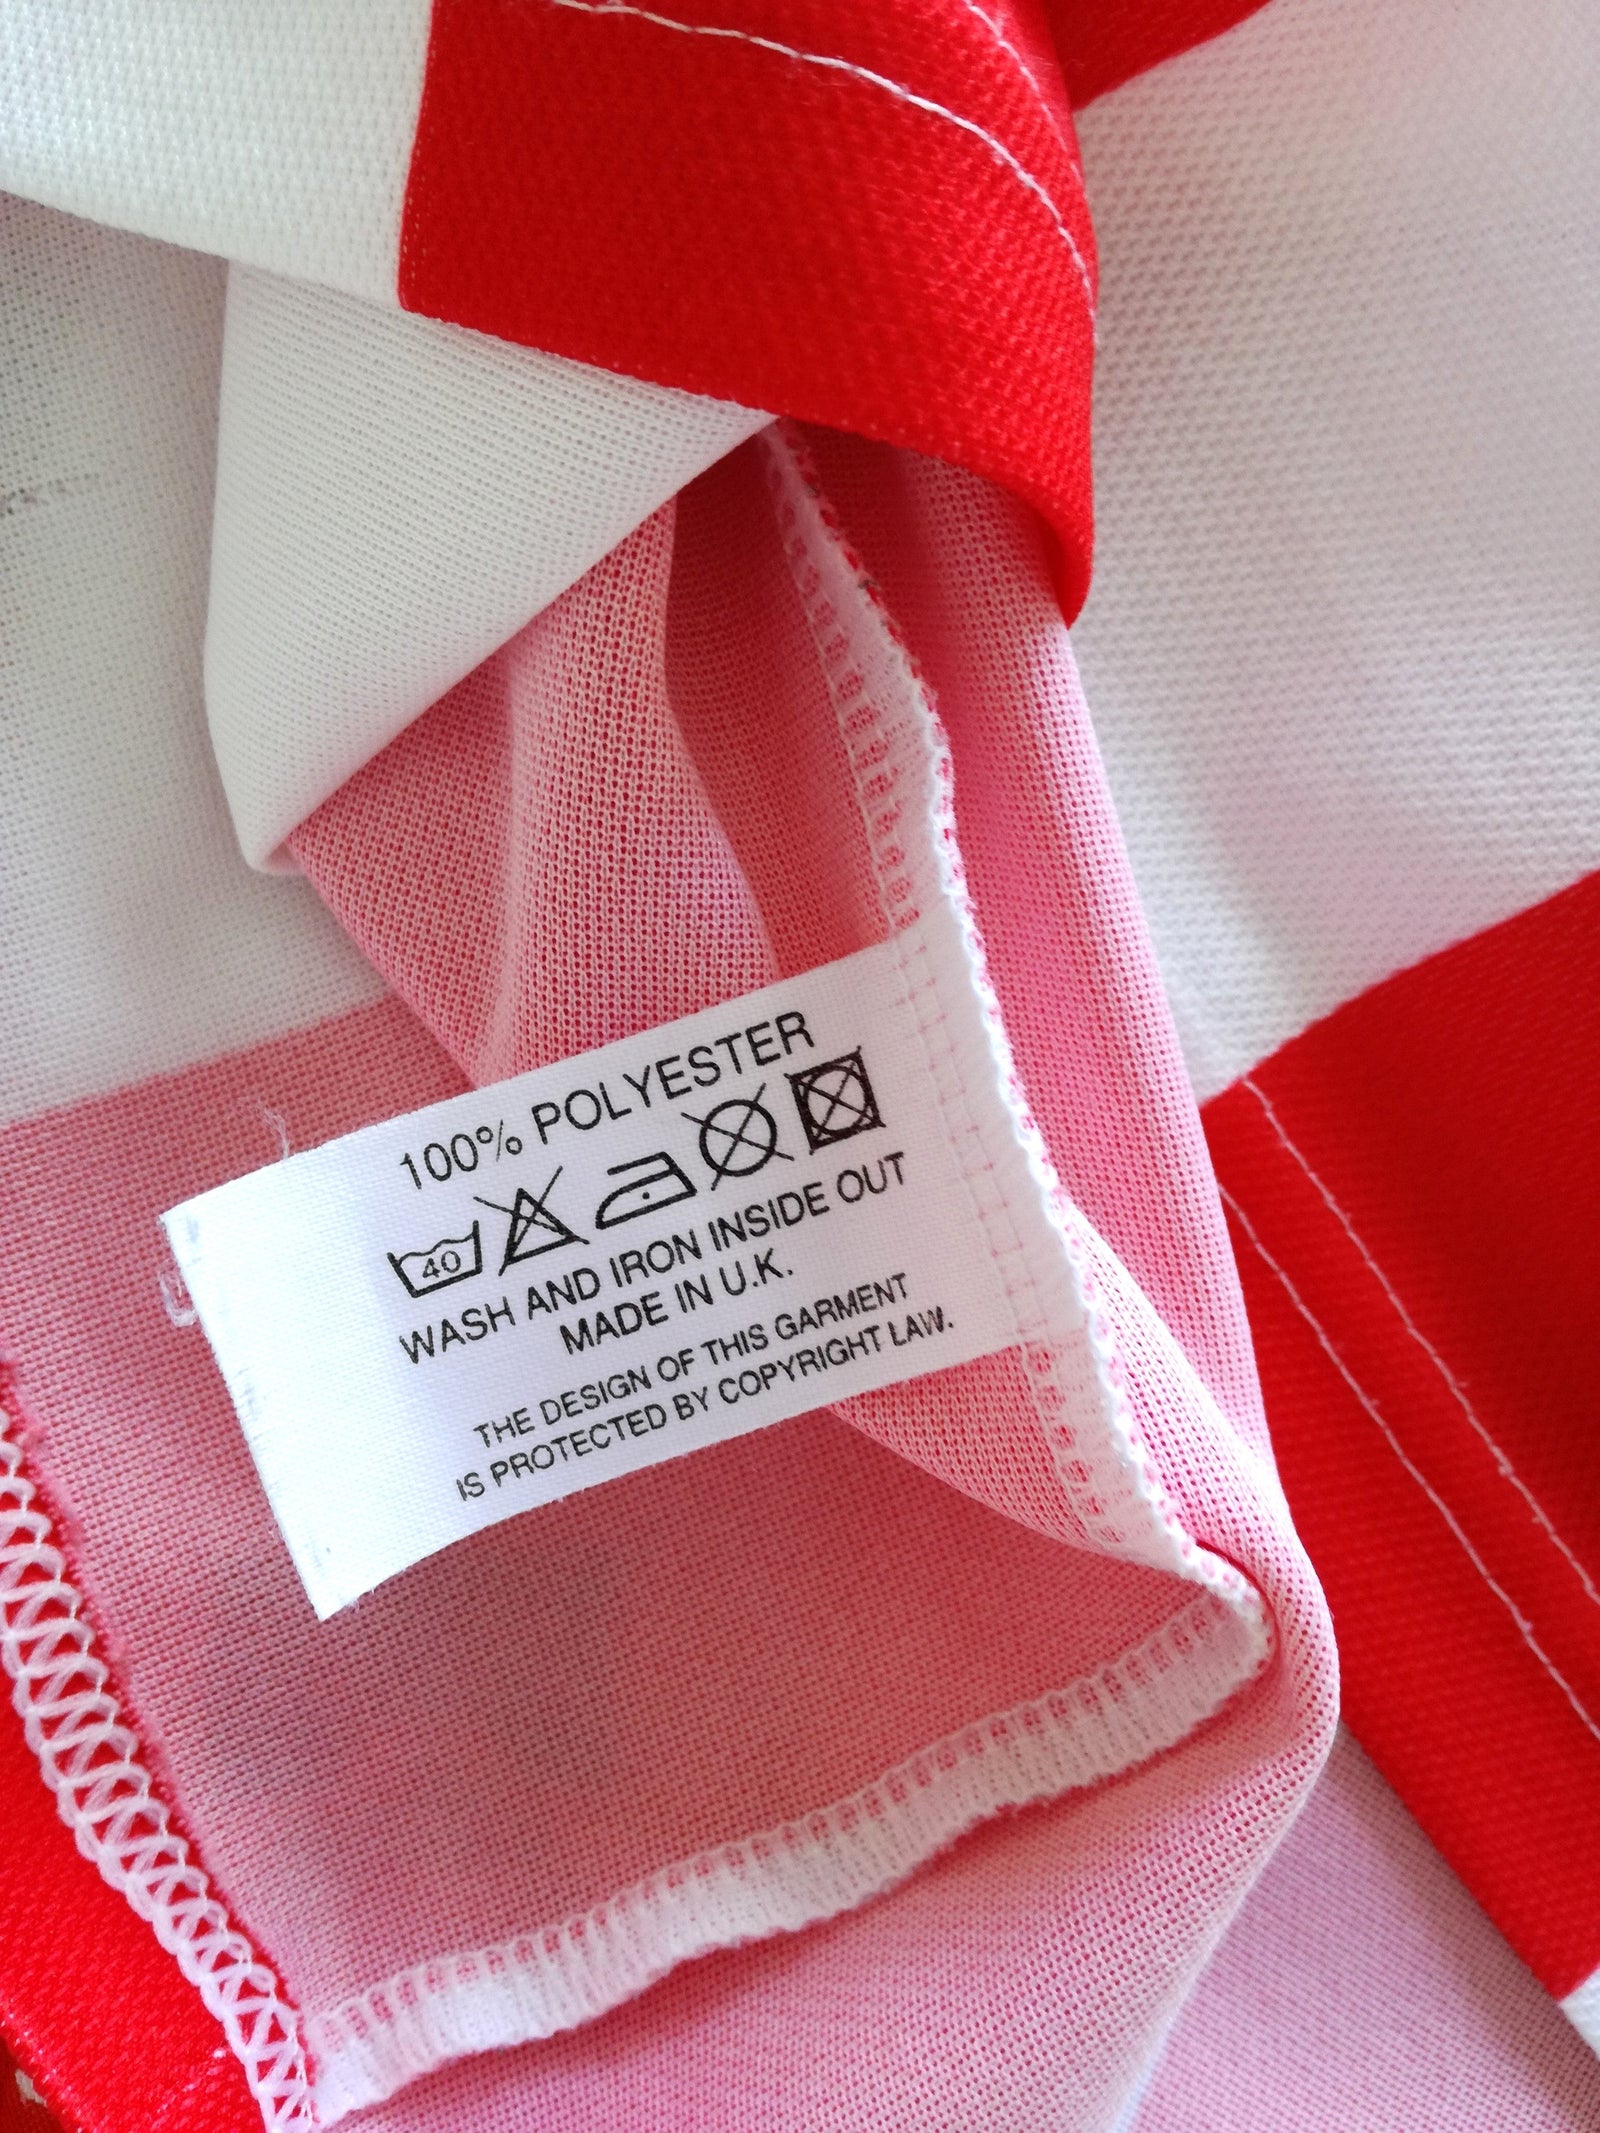 100% POLYESTER
40
WASH AND IRON INSIDE OUT
MADE IN U.K.
THE DESIGN OF THIS GARMENT
IS PROTECTED BY COPYRIGHT LAW.